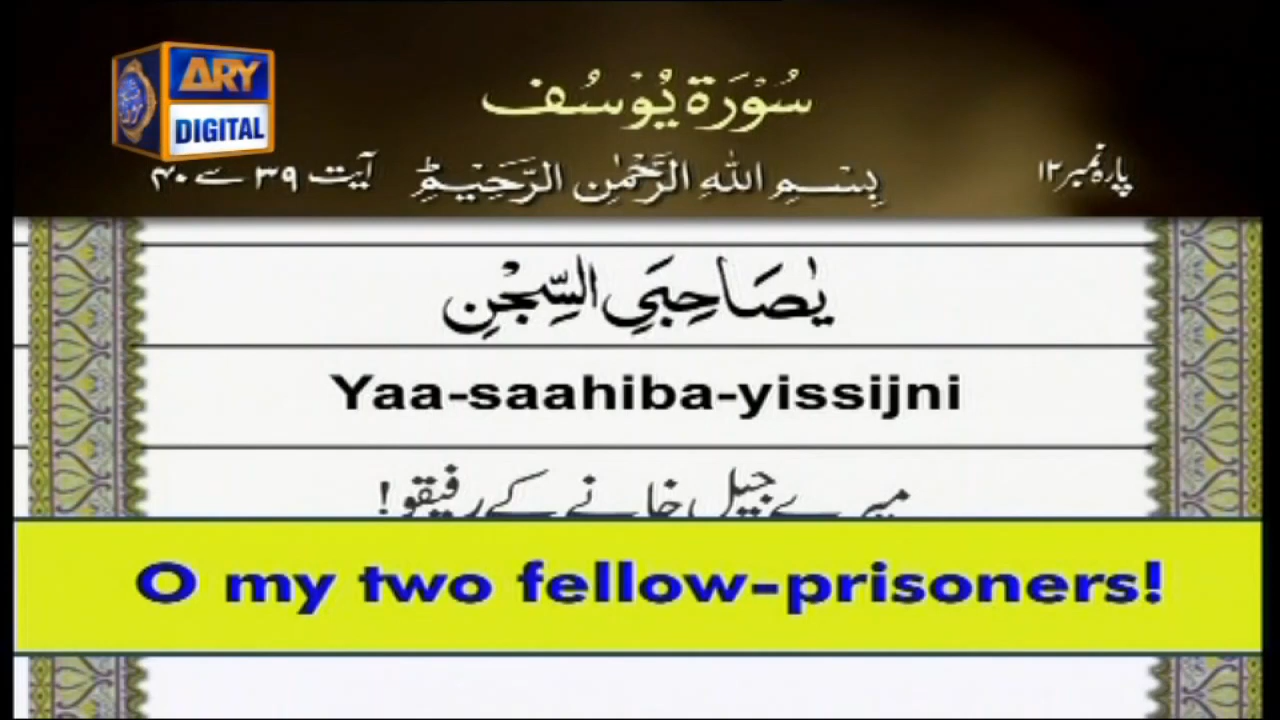 ARY
DIGITAL
سُوْرَةُ يُوْسُف
پارہ نمبر ۱۲
بِسْمِ اللهِ الرَّحْمٰنِ الرَّحِيْمِ
آیت ۳۹ سے ۴۰
يٰصَاحِبَيِ السِّجْنِ
Yaa-saahiba-yissijni
میرے جیل خانے کے رفیقو!
O my two fellow-prisoners!